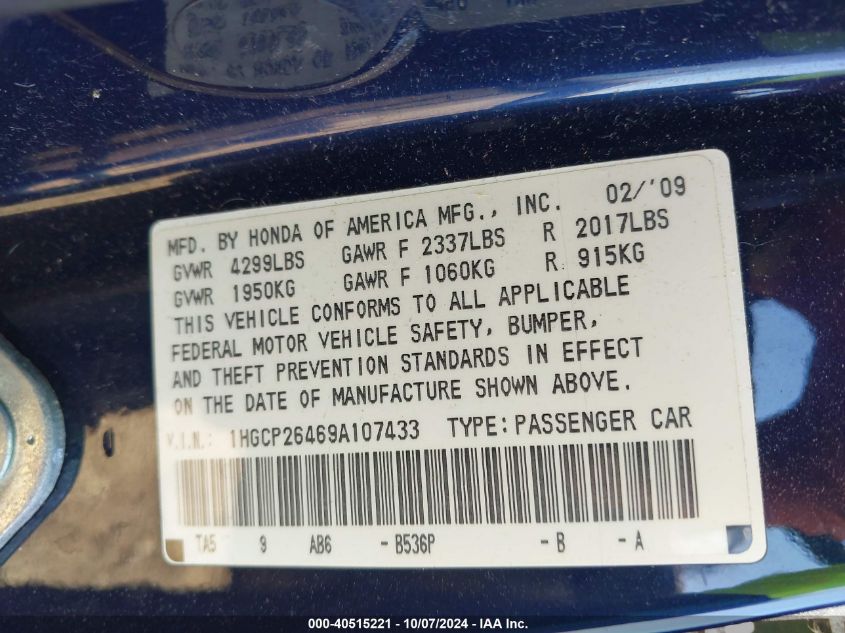 MFD. BY HONDA OF AMERICA MFG., INC. 02/'09
GVWR 4299LBS GAWR F 2337LBS R 2017LBS
GVWR 1950KG GAWR F 1060KG R 915KG
THIS VEHICLE CONFORMS TO ALL APPLICABLE
FEDERAL MOTOR VEHICLE SAFETY, BUMPER,
AND THEFT PREVENTION STANDARDS IN EFFECT
ON THE DATE OF MANUFACTURE SHOWN ABOVE.
V.I.N.: 1HGCP26469A107433 TYPE: PASSENGER CAR
TA5 9 AB6 -B536P -B -A
000-40515221 - 10/07/2024 - IAA Inc.